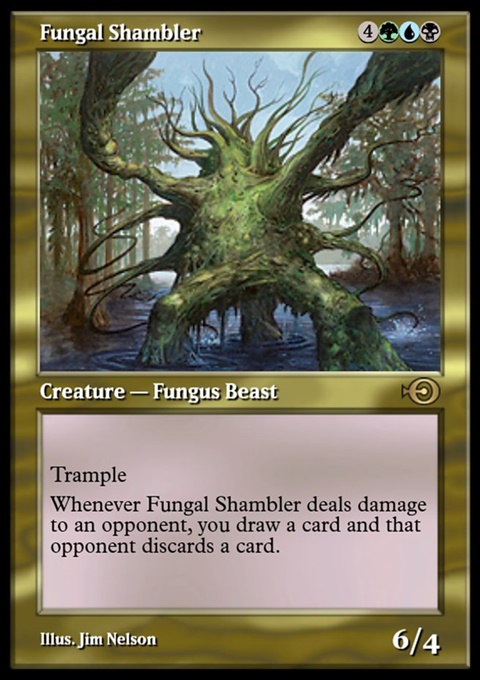 Fungal Shambler 4
Creature — Fungus Beast
Trample
Whenever Fungal Shambler deals damage
to an opponent, you draw a card and that
opponent discards a card.
Illus. Jim Nelson 6/4